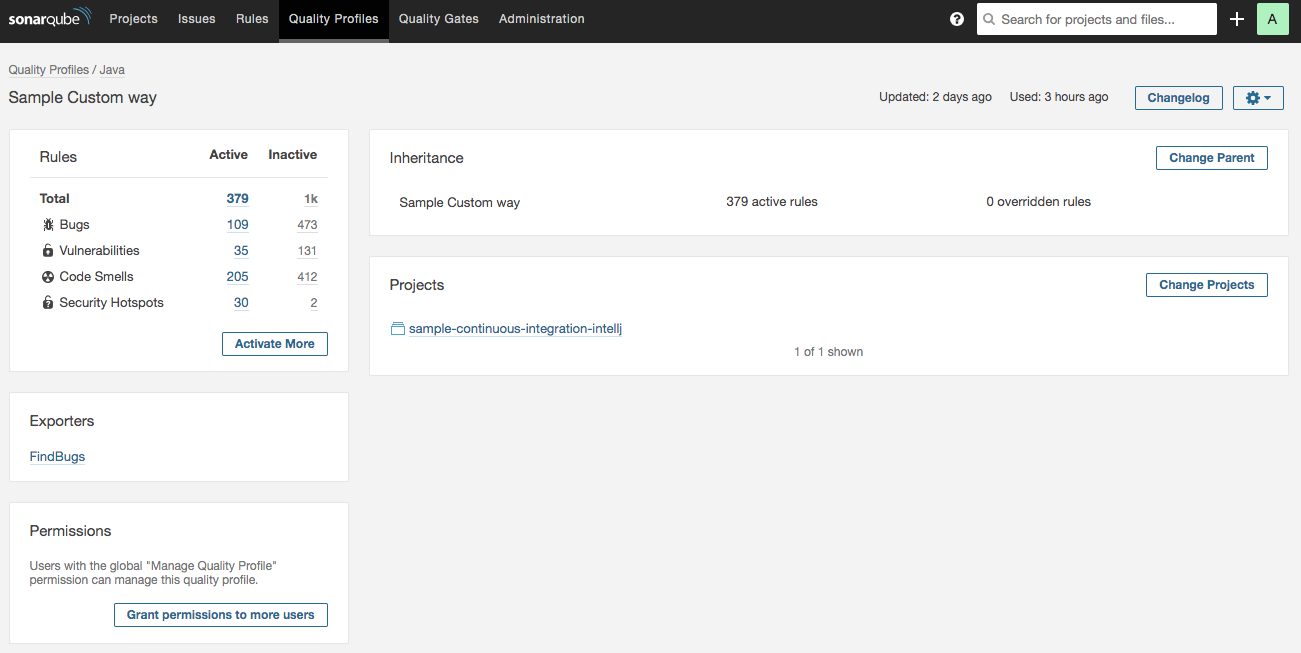 sonarqube Projects Issues Rules Quality Profiles Quality Gates Administration ? Search for projects and files... + A
Quality Profiles / Java
Sample Custom way
Updated: 2 days ago Used: 3 hours ago Changelog
Rules Active Inactive
Total 379 1k
Bugs 109 473
Vulnerabilities 35 131
Code Smells 205 412
Security Hotspots 30 2
Activate More
Exporters
FindBugs
Permissions
Users with the global "Manage Quality Profile"
permission can manage this quality profile.
Grant permissions to more users
Inheritance Change Parent
Sample Custom way 379 active rules 0 overridden rules
Projects Change Projects
sample-continuous-integration-intellj
1 of 1 shown